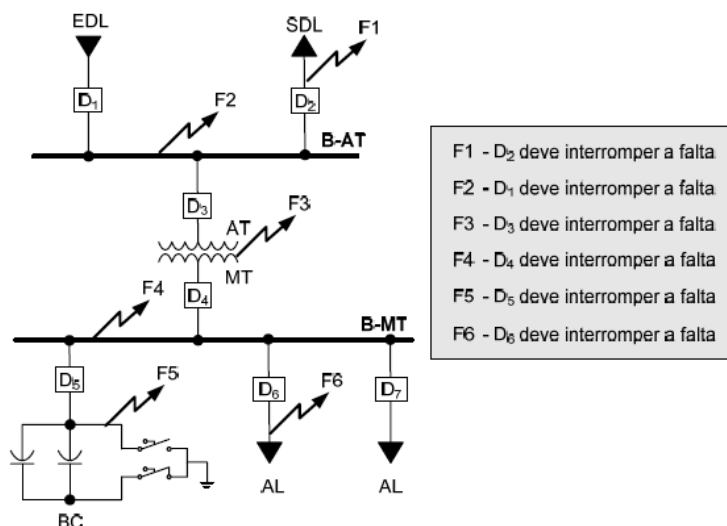 EDL
SDL
F1
D₁
D₂
F2
B-AT
D₃
AT
F3
MT
D₄
F4
B-MT
D₅
F5
D₆
F6
D₇
BC
AL
AL
F1 - D₂ deve interromper a falta
F2 - D₁ deve interromper a falta
F3 - D₃ deve interromper a falta
F4 - D₄ deve interromper a falta
F5 - D₅ deve interromper a falta
F6 - D₆ deve interromper a falta